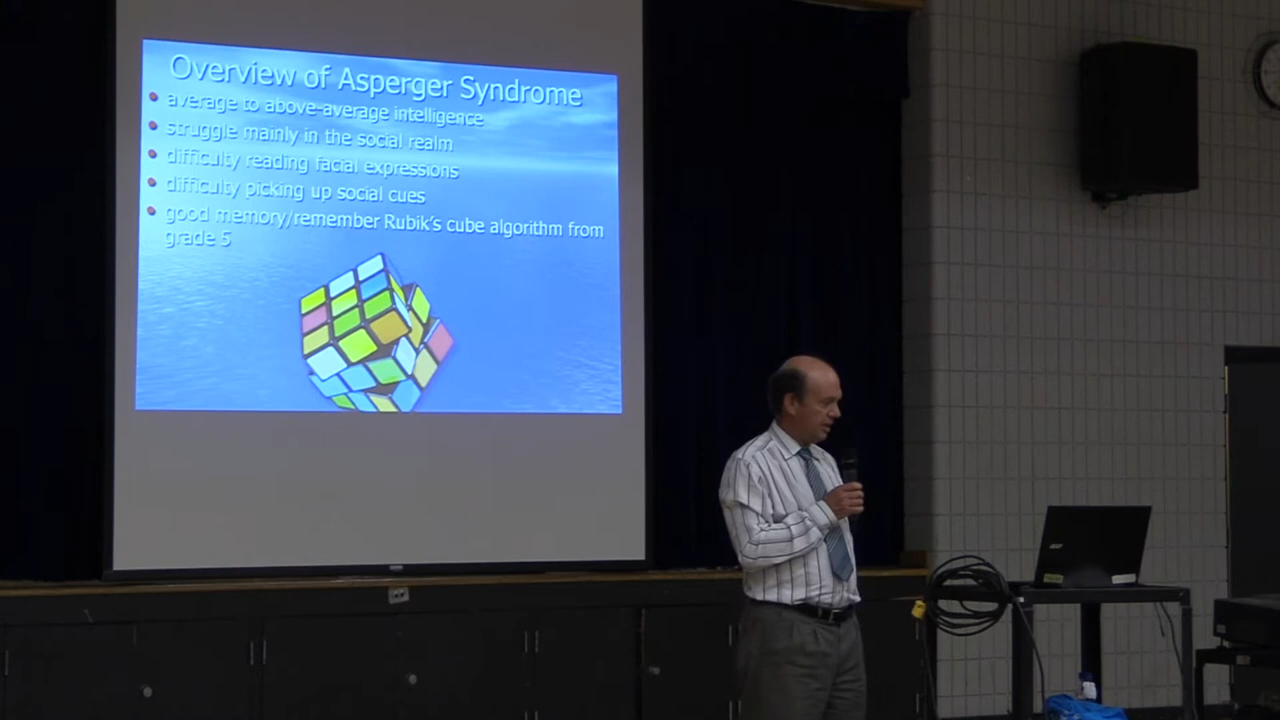 Overview of Asperger Syndrome
average to above-average intelligence
struggle mainly in the social realm
difficulty reading facial expressions
difficulty picking up social cues
good memory/remember Rubik's cube algorithm from
grade 5
acer